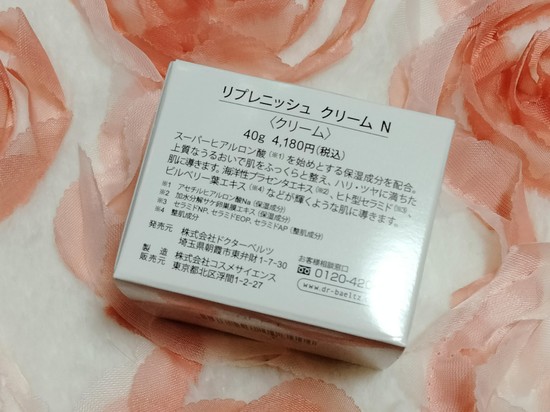 リプレニッシュ クリーム N
〈クリーム〉
40g 4,180円(税込)
スーパーヒアルロン酸(※1)を始めとする保湿成分を配合。
上質なうるおいで肌をふっくらと整え、ハリ・ツヤに満ちた
肌に導きます。海洋性プラセンタエキス(※2)、ヒト型セラミド(※3)、
ビルベリー葉エキス(※4)などが輝くような肌に導きます。
※1 アセチルヒアルロン酸Na (保湿成分)
※2 加水分解サケ卵巣膜エキス (保湿成分)
※3 セラミドNP、セラミドEOP、セラミドAP (整肌成分)
※4 整肌成分
発売元 株式会社ドクターベルツ
埼玉県朝霞市東弁財1-7-30
製造販売元 株式会社コスメサイエンス
東京都北区浮間1-2-27
お客様相談窓口
0120-420
www.dr-baeltz.